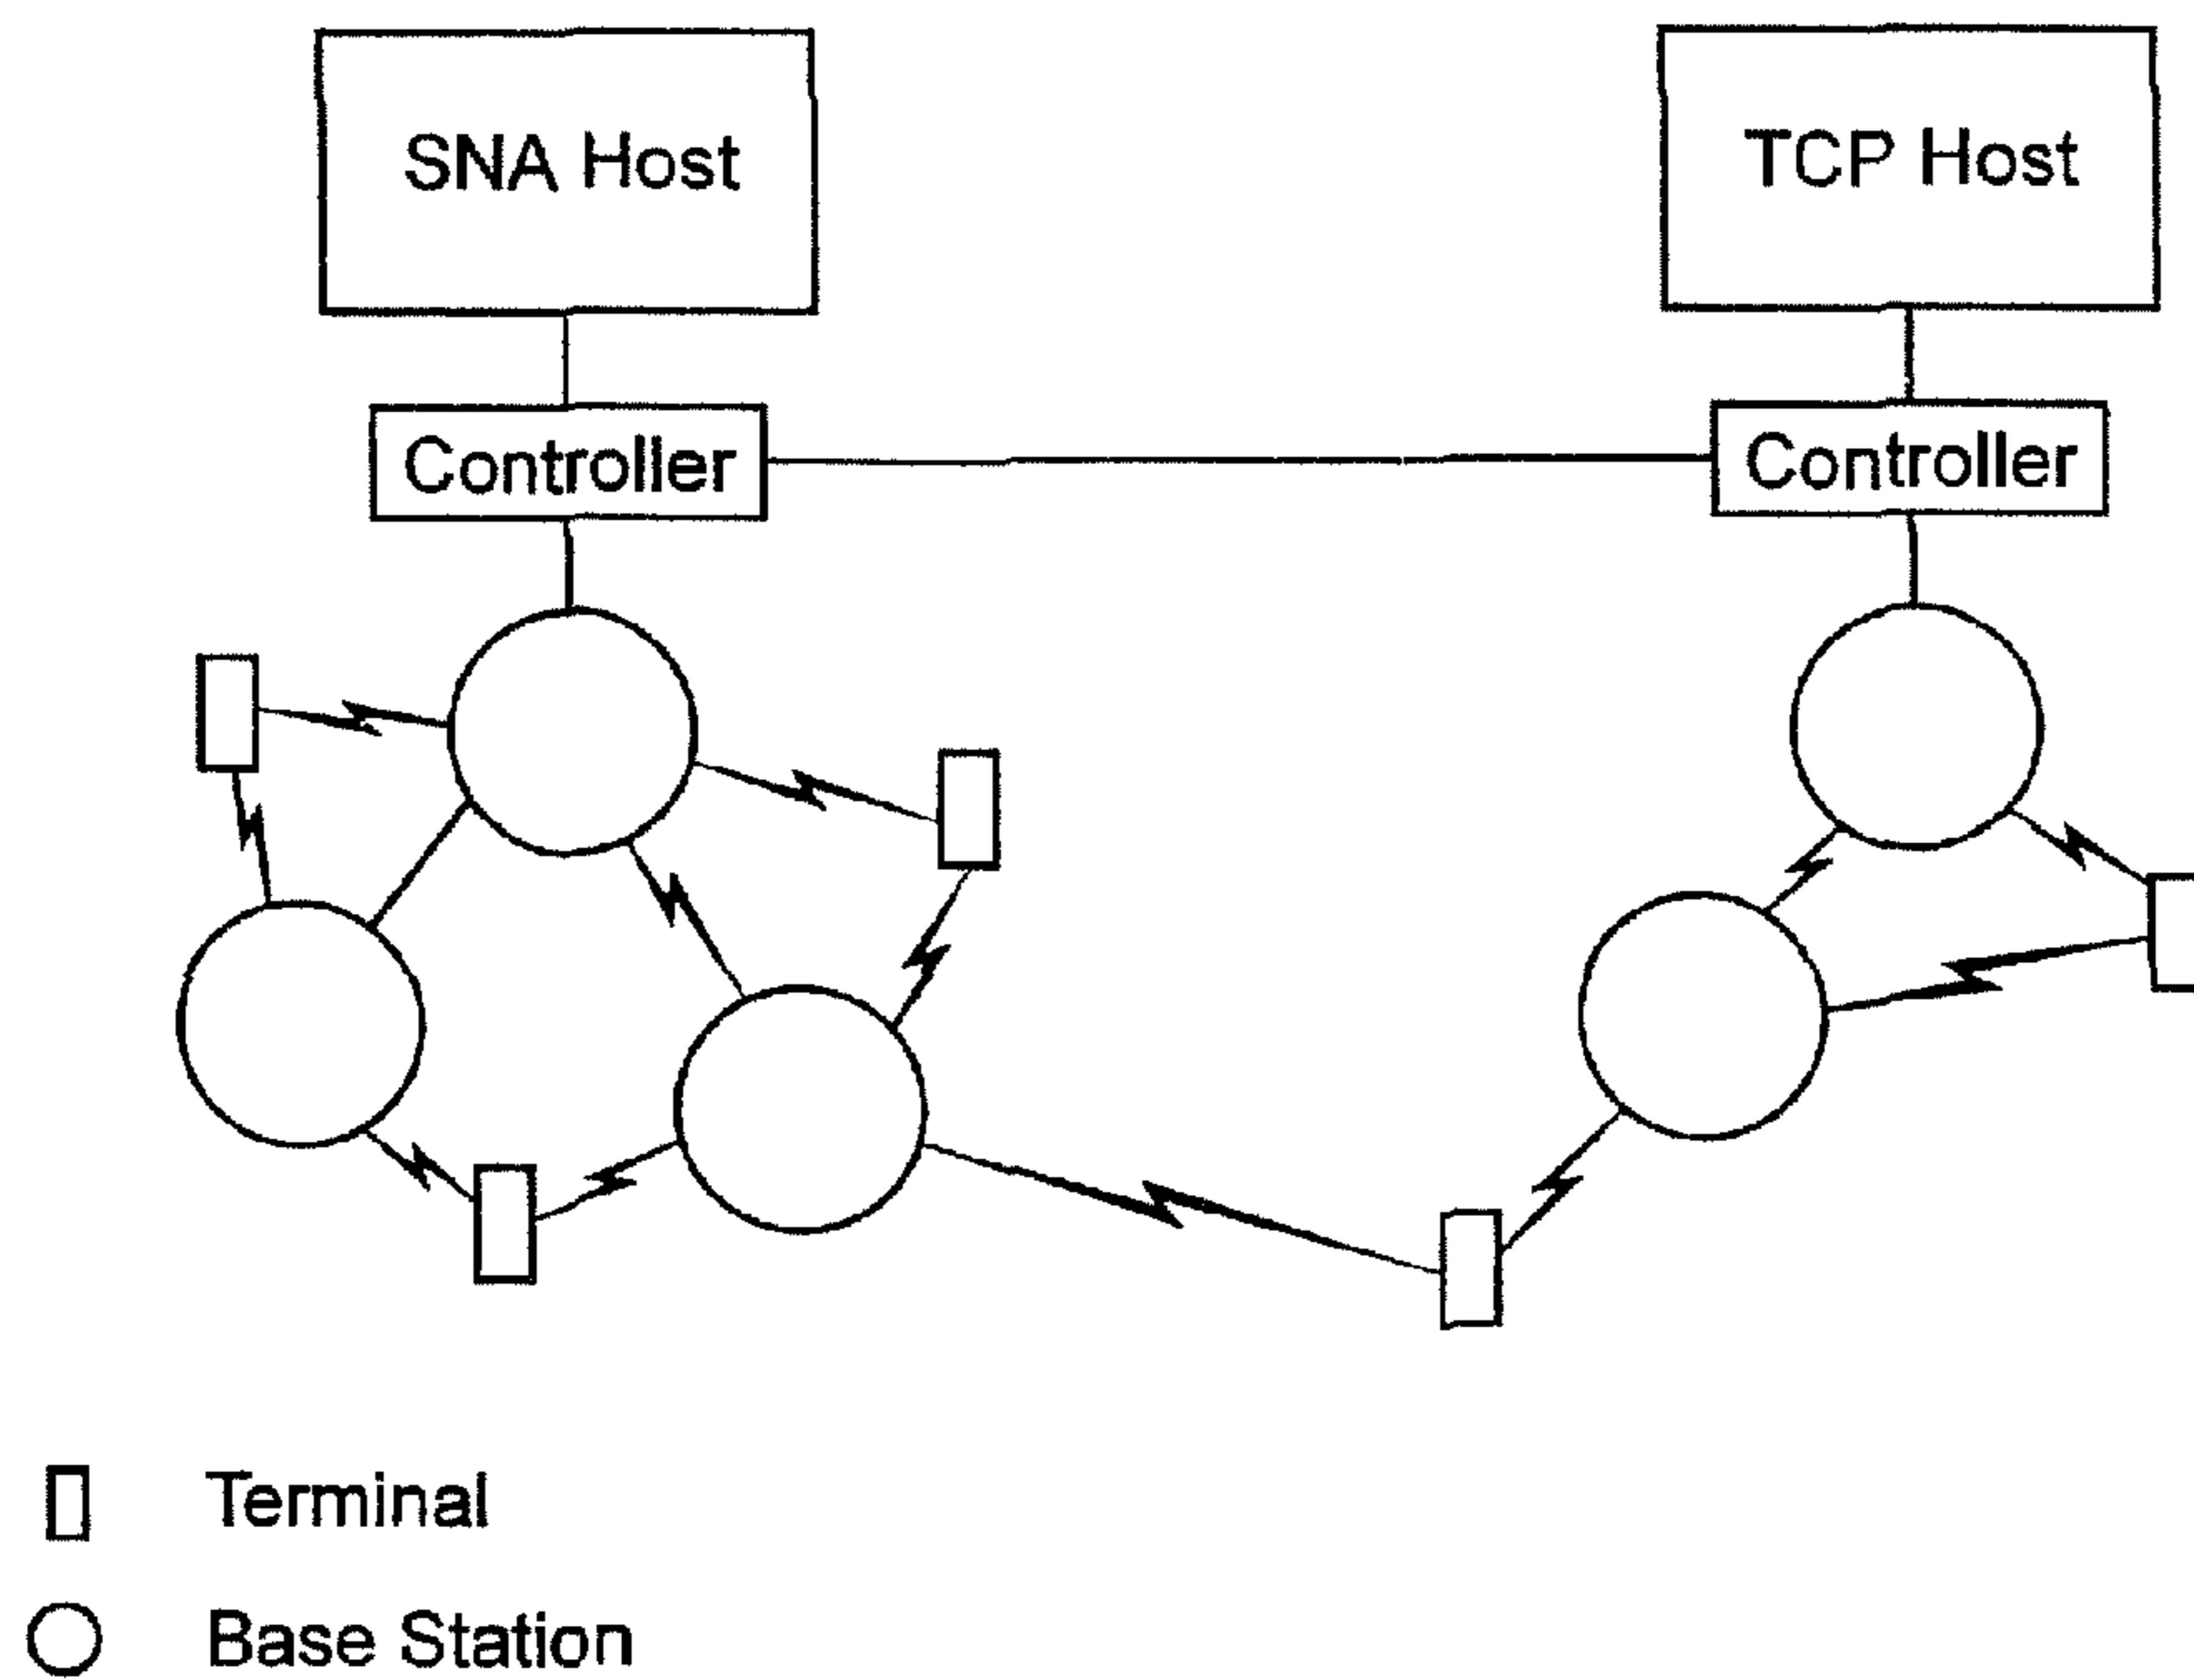 SNA Host
TCP Host
Controller
Controller
Terminal
Base Station